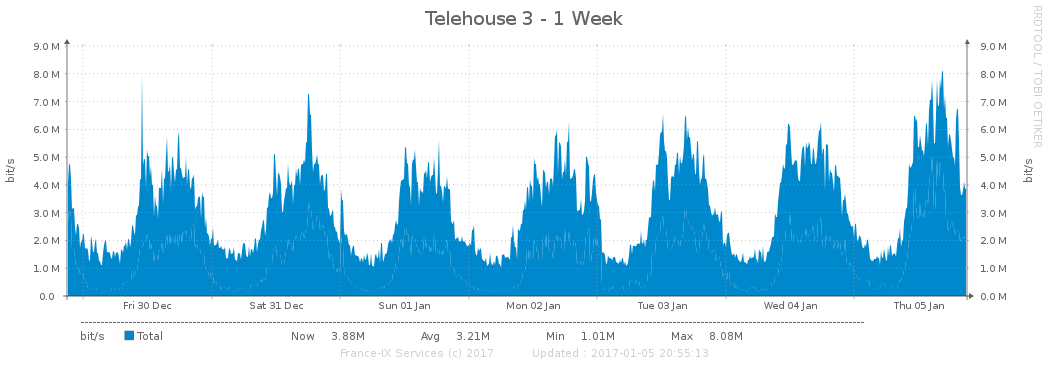 Telehouse 3 - 1 Week
RRDTOOL / TOBI OETIKER
bit/s
bit/s
9.0 M 9.0 M
8.0 M 8.0 M
7.0 M 7.0 M
6.0 M 6.0 M
5.0 M 5.0 M
4.0 M 4.0 M
3.0 M 3.0 M
2.0 M 2.0 M
1.0 M 1.0 M
0.0 0.0 M
Fri 30 Dec Sat 31 Dec Sun 01 Jan Mon 02 Jan Tue 03 Jan Wed 04 Jan Thu 05 Jan
bit/s Total Now 3.88M Avg 3.21M Min 1.01M Max 8.08M
France-IX Services (c) 2017 Updated : 2017-01-05 20:55:13